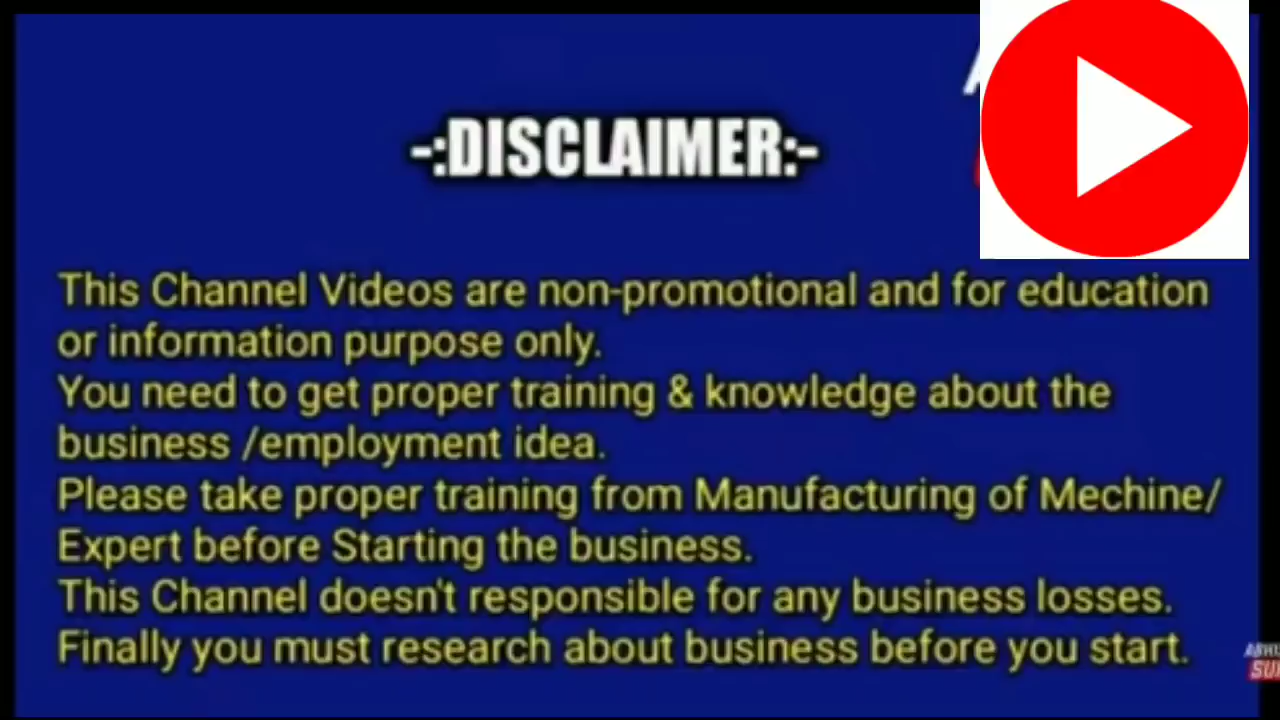 -:DISCLAIMER:-
This Channel Videos are non-promotional and for education
or information purpose only.
You need to get proper training & knowledge about the
business /employment idea.
Please take proper training from Manufacturing of Mechine/
Expert before Starting the business.
This Channel doesn't responsible for any business losses.
Finally you must research about business before you start.